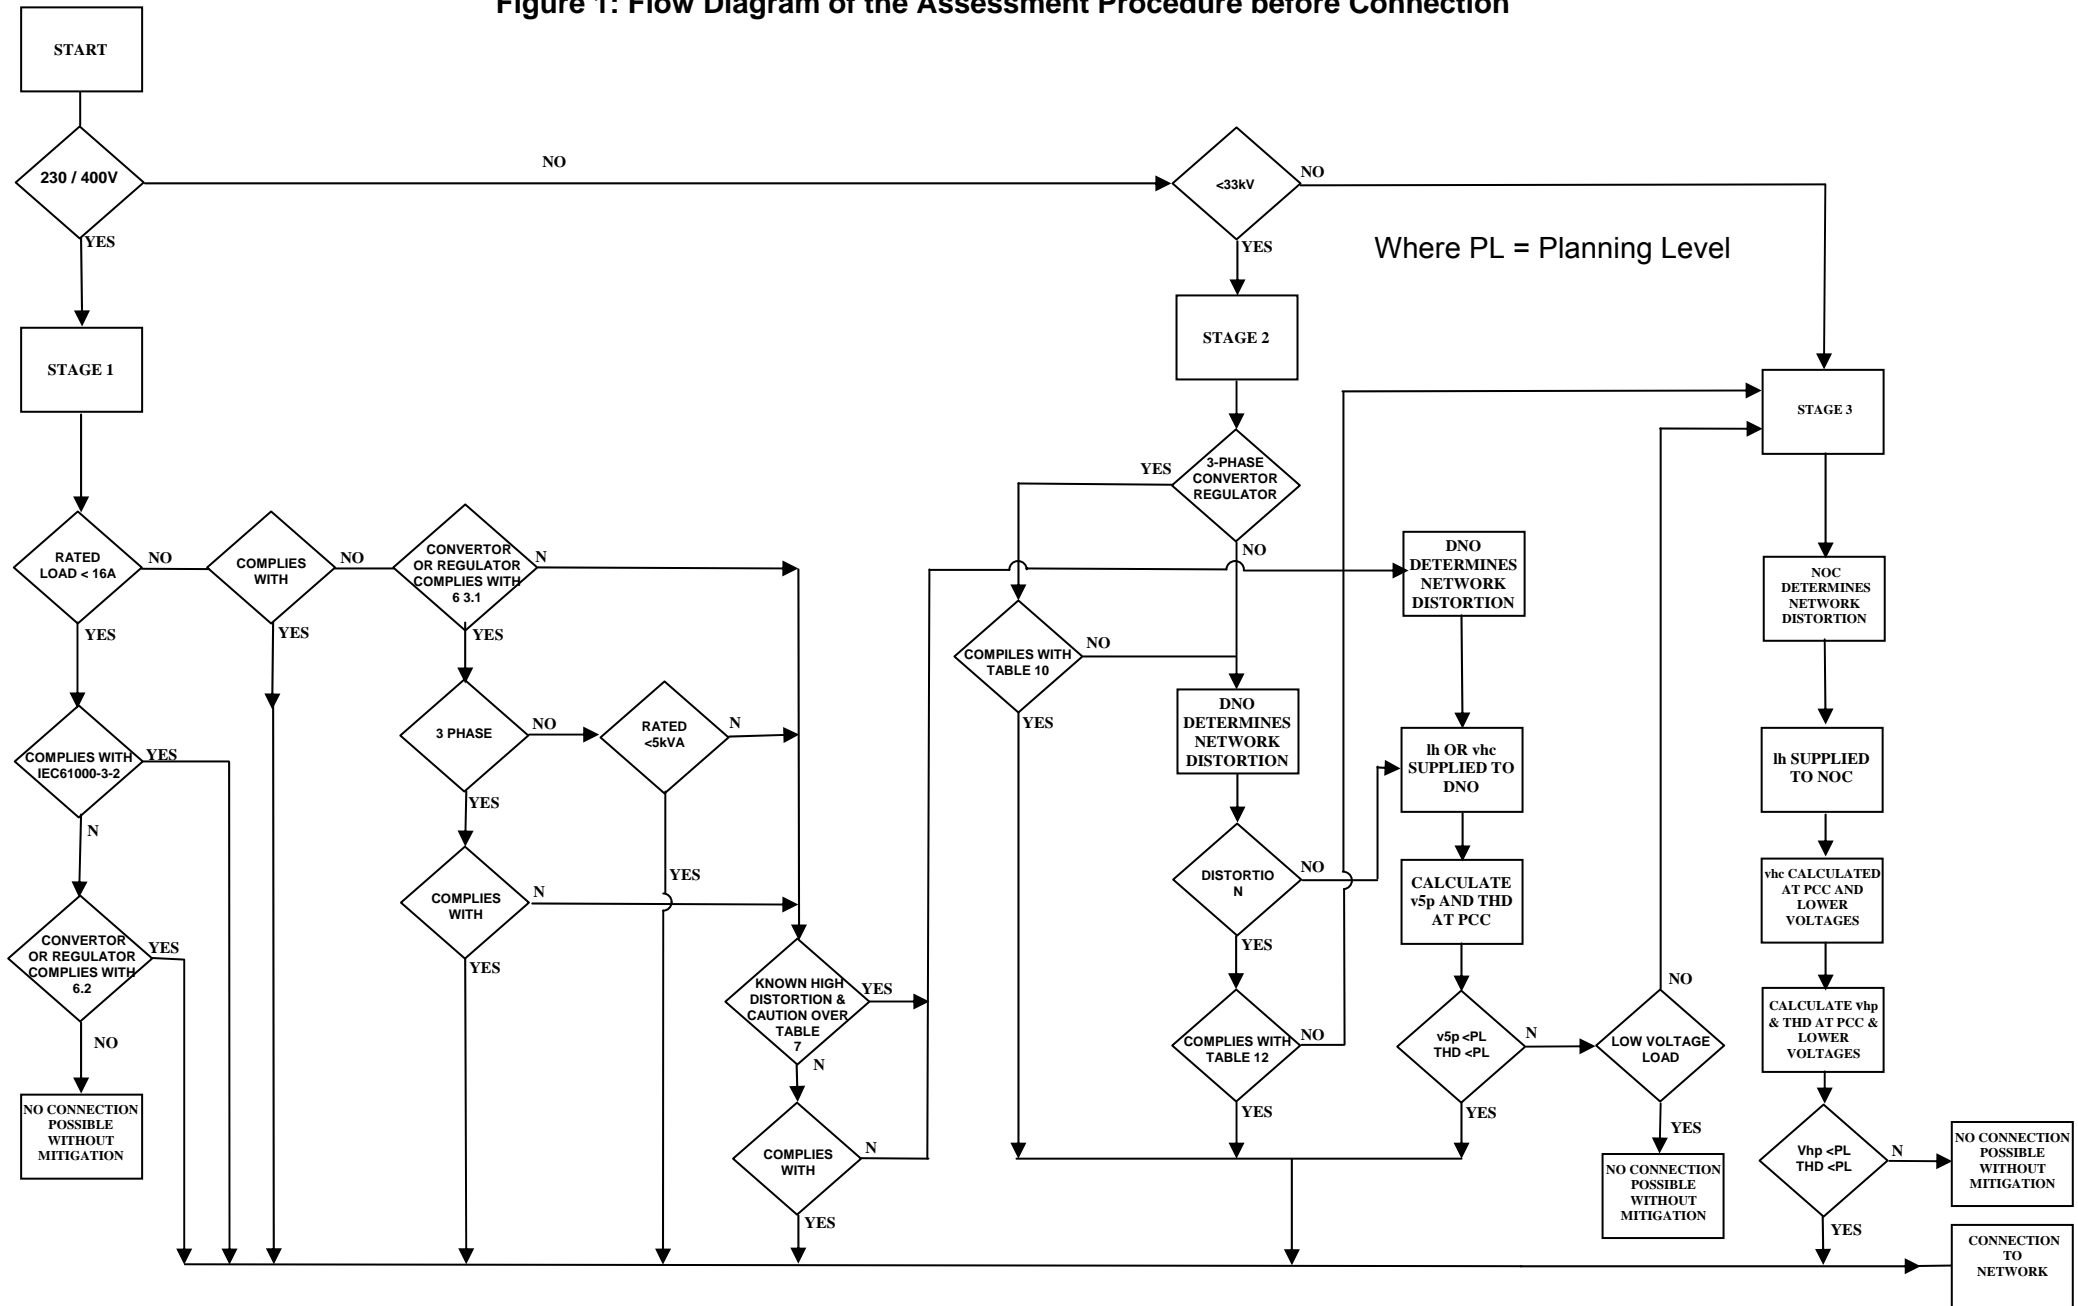 Figure 1: Flow Diagram of the Assessment Procedure before Connection
START
230 / 400V
NO
YES
<33kV
NO
YES
Where PL = Planning Level
STAGE 1
STAGE 2
STAGE 3
RATED
LOAD < 16A
NO
YES
COMPLIES
WITH
NO
YES
CONVERTOR
OR REGULATOR
COMPLIES WITH
6 3.1
N
YES
3 PHASE
NO
YES
RATED
<5kVA
N
YES
COMPLIES WITH
IEC61000-3-2
YES
N
COMPLIES
WITH
N
YES
CONVERTOR
OR REGULATOR
COMPLIES WITH
6.2
YES
NO
NO CONNECTION
POSSIBLE
WITHOUT
MITIGATION
KNOWN HIGH
DISTORTION &
CAUTION OVER
TABLE
7
YES
N
COMPLIES
WITH
N
YES
3-PHASE
CONVERTOR
REGULATOR
YES
NO
COMPILES WITH
TABLE 10
NO
YES
DNO
DETERMINES
NETWORK
DISTORTION
DISTORTIO
N
NO
YES
COMPLIES WITH
TABLE 12
NO
YES
DNO
DETERMINES
NETWORK
DISTORTION
lh OR vhc
SUPPLIED TO
DNO
CALCULATE
v5p AND THD
AT PCC
v5p <PL
THD <PL
N
YES
LOW VOLTAGE
LOAD
NO
YES
NO CONNECTION
POSSIBLE
WITHOUT
MITIGATION
NOC
DETERMINES
NETWORK
DISTORTION
lh SUPPLIED
TO NOC
vhc CALCULATED
AT PCC AND
LOWER
VOLTAGES
CALCULATE vhp
& THD AT PCC &
LOWER
VOLTAGES
Vhp <PL
THD <PL
N
YES
NO CONNECTION
POSSIBLE
WITHOUT
MITIGATION
CONNECTION
TO
NETWORK